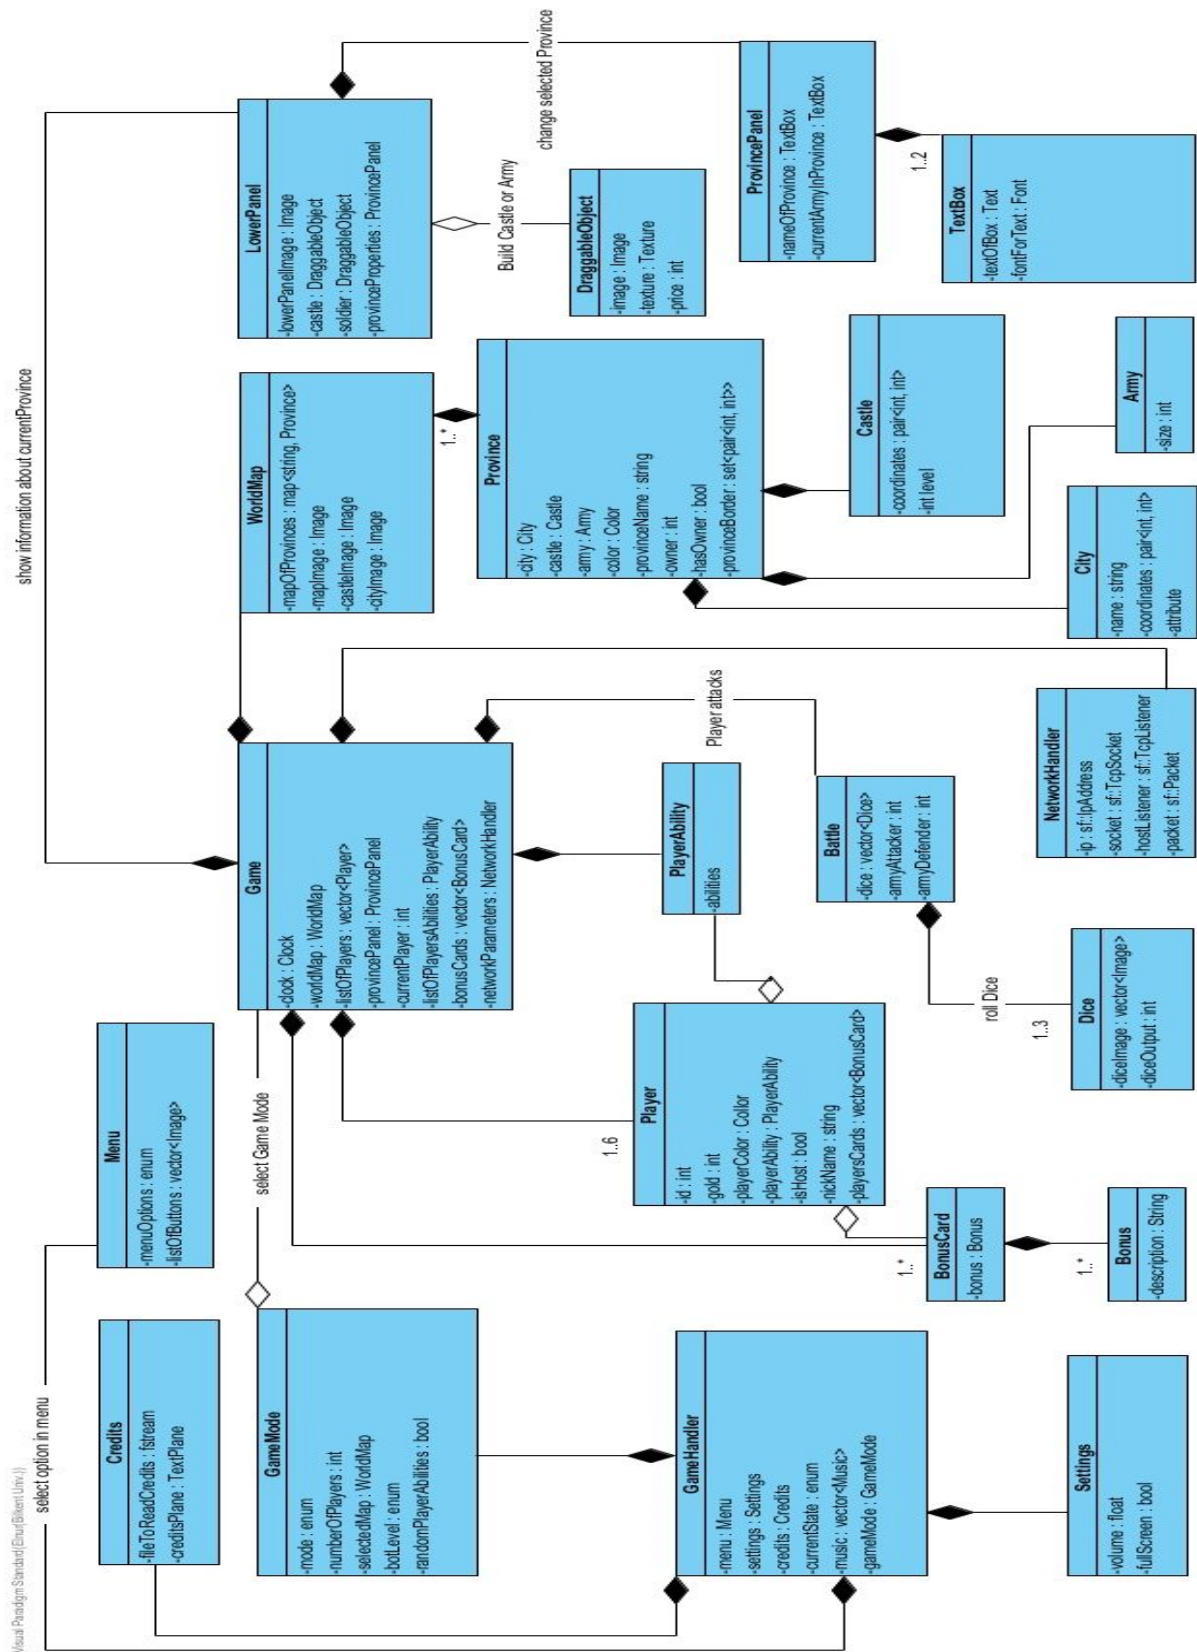 Visual Paradigm Standard(Elnur(Bilkent Univ.))
select option in menu
Credits
-fileToReadCredits : fstream
-creditsPlane : TextPlane
Menu
-menuOptions : enum
-listOfButtons : vector<Image>
show information about currentProvince
GameMode
-mode : enum
-numberOfPlayers : int
-selectedMap : WorldMap
-botLevel : enum
-randomPlayerAbilities : bool
select Game Mode
Game
-clock : Clock
-worldMap : WorldMap
-listOfPlayers : vector<Player>
-provincePanel : ProvincePanel
-currentPlayer : int
-listOfPlayersAbilities : PlayerAbility
-bonusCards : vector<BonusCard>
-networkParameters : NetworkHandler
WorldMap
-mapOfProvinces : map<string, Province>
-mapImage : Image
-castleImage : Image
-cityImage : Image
1..*
LowerPanel
-lowerPanelImage : Image
-castle : DraggableObject
-soldier : DraggableObject
-provinceProperties : ProvincePanel
Build Castle or Army
change selected Province
DraggableObject
-image : Image
-texture : Texture
-price : int
Province
-city : City
-castle : Castle
-army : Army
-color : Color
-provinceName : string
-owner : int
-hasOwner : bool
-provinceBorder : set<pair<int, int>>
ProvincePanel
-nameOfProvince : TextBox
-currentArmyInProvince : TextBox
1..2
TextBox
-textOfBox : Text
-fontForText : Font
GameHandler
-menu : Menu
-settings : Settings
-credits : Credits
-currentState : enum
-music : vector<Music>
-gameMode : GameMode
1..6
Player
-id : int
-gold : int
-playerColor : Collor
-playerAbility : PlayerAbility
-isHost : bool
-nickName : string
-playersCards : vector<BonusCard>
PlayerAbility
-abilities
Player attacks
Battle
-dice : vector<Dice>
-armyAttacker : int
-armyDefender : int
Castle
-coordinates : pair<int, int>
-int level
1..*
BonusCard
-bonus : Bonus
roll Dice
1..3
Dice
-diceImage : vector<Image>
-diceOutput : int
NetworkHandler
-ip : sf::IpAddress
-socket : sf::TcpSocket
-hostListener : sf::TcpListener
-packet : sf::Packet
City
-name : string
-coordinates : pair<int, int>
-attribute
Army
-size : int
Settings
-volume : float
-fullScreen : bool
1..*
Bonus
-description : String